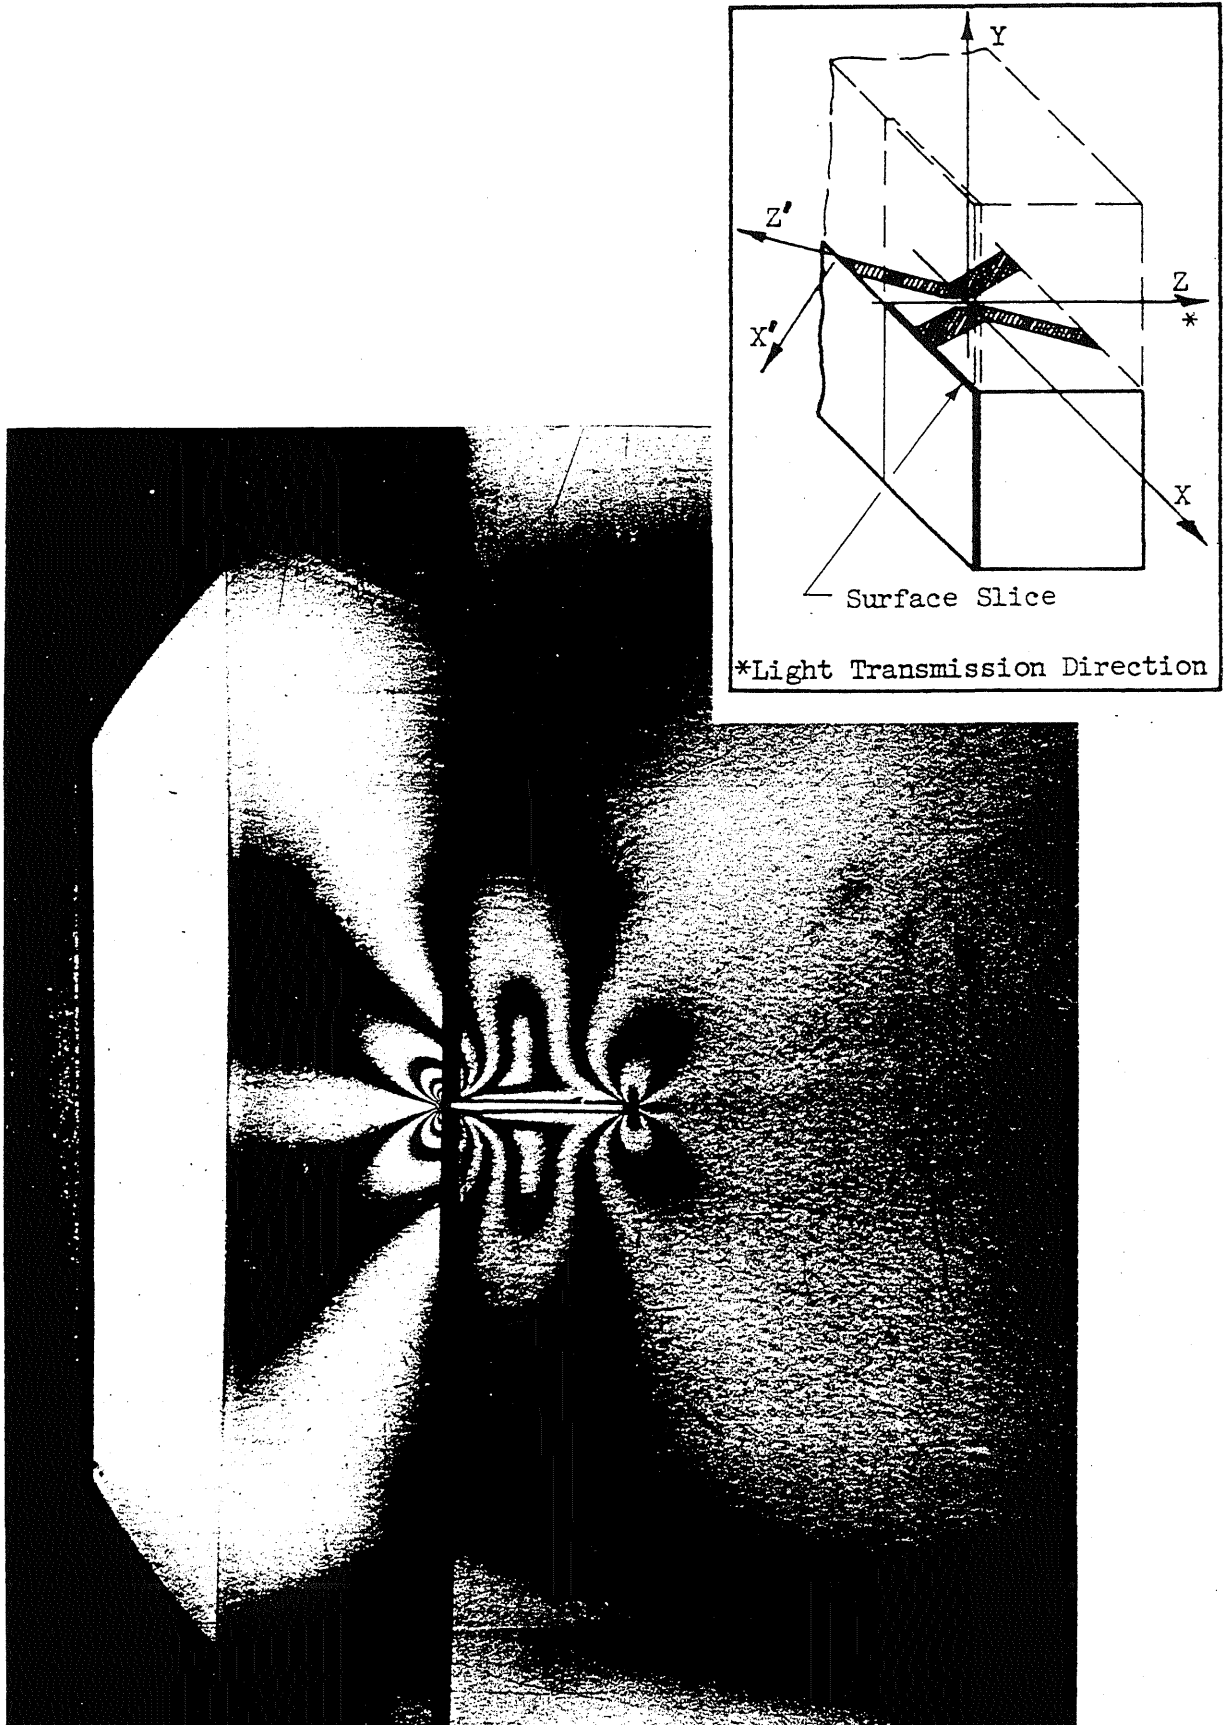 Y
Z'
Z
*
X'
X
Surface Slice
*Light Transmission Direction